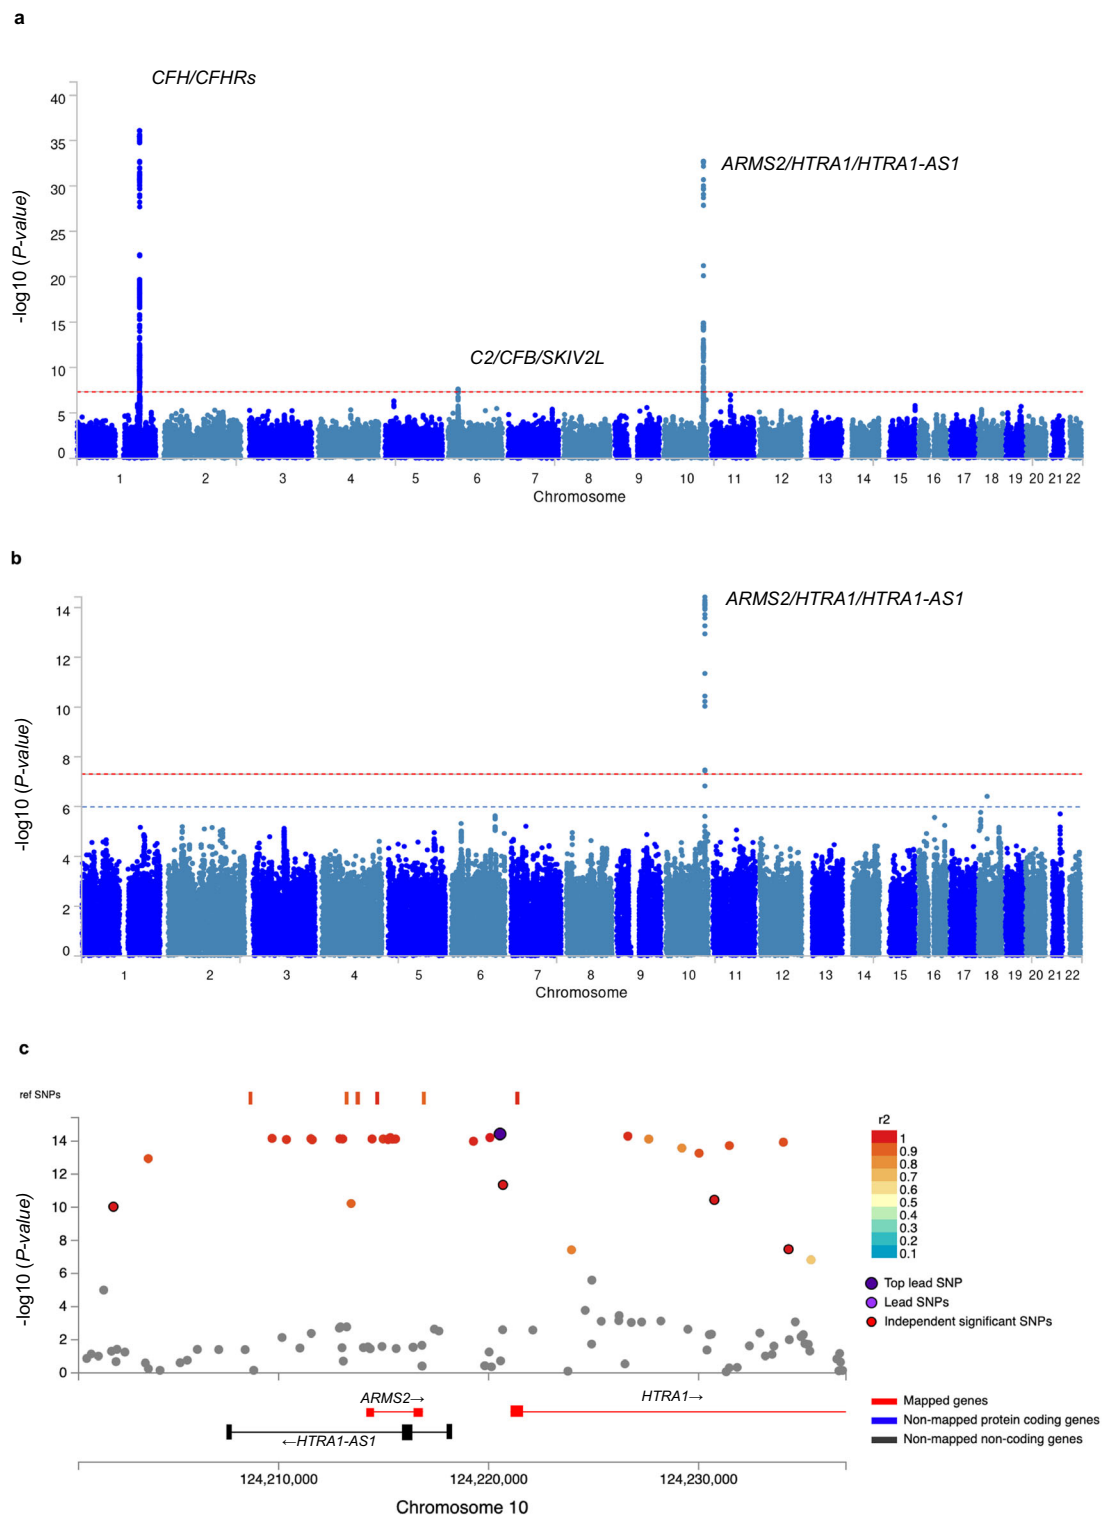 a
CFH/CFHRs
40
35
ARMS2/HTRA1/HTRA1-AS1
30
25
20
15
C2/CFB/SKIV2L
10
5
0
-log10 (P-value)
1 2 3 4 5 6 7 8 9 10 11 12 13 14 15 16 17 18 19 20 21 22
Chromosome
b
ARMS2/HTRA1/HTRA1-AS1
14
12
10
8
6
4
2
0
-log10 (P-value)
1 2 3 4 5 6 7 8 9 10 11 12 13 14 15 16 17 18 19 20 21 22
Chromosome
c
ref SNPs
14
12
10
8
6
4
2
0
-log10 (P-value)
r2
1
0.9
0.8
0.7
0.6
0.5
0.4
0.3
0.2
0.1
Top lead SNP
Lead SNPs
Independent significant SNPs
ARMS2→
HTRA1→
←HTRA1-AS1
Mapped genes
Non-mapped protein coding genes
Non-mapped non-coding genes
124,210,000 124,220,000 124,230,000
Chromosome 10